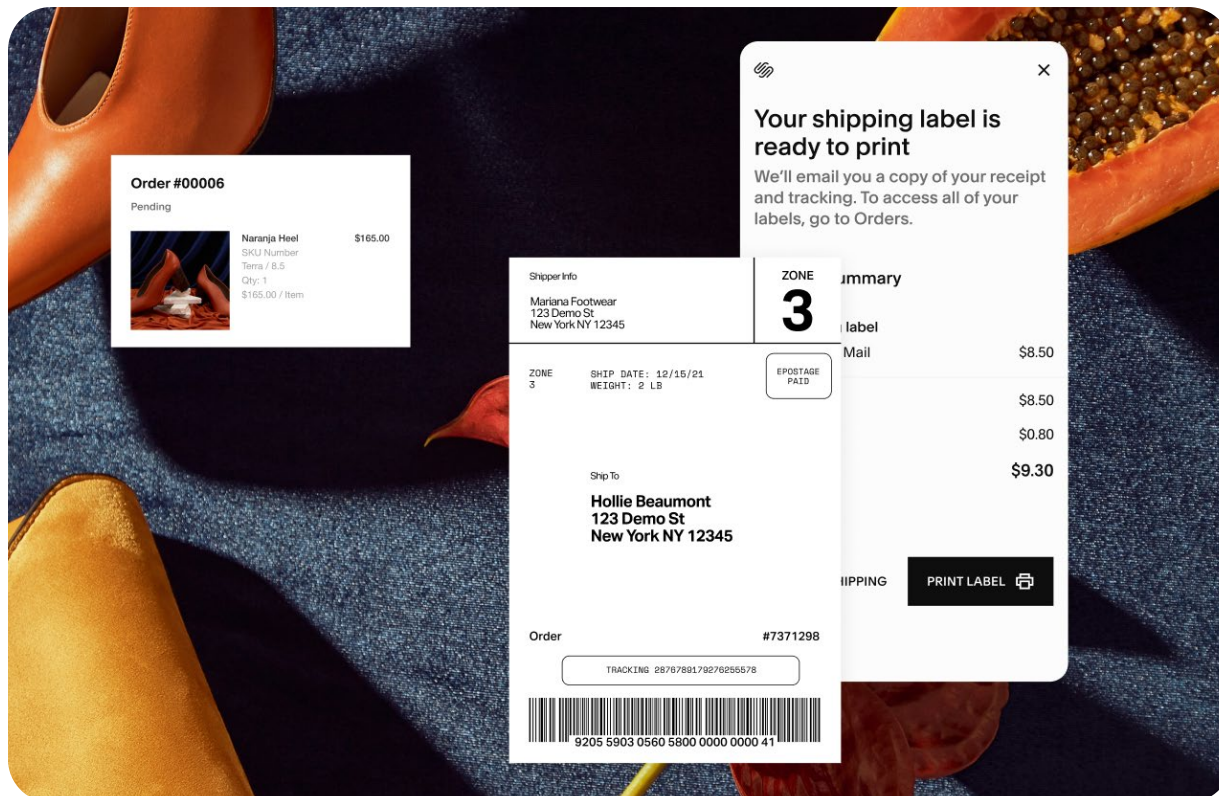 Your shipping label is
ready to print
We'll email you a copy of your receipt
and tracking. To access all of your
labels, go to Orders.
Order #00006
Pending
Naranja Heel $165.00
SKU Number
Terra / 8.5
Qty: 1
$165.00 / Item
Shipper Info
Mariana Footwear
123 Demo St
New York NY 12345
ZONE
3
ZONE
3
SHIP DATE: 12/15/21
WEIGHT: 2 LB
EPOSTAGE
PAID
Ship To
Hollie Beaumont
123 Demo St
New York NY 12345
Order #7371298
TRACKING 2876789179276255578
9205 5903 0560 5800 0000 0000 41
label
Mail $8.50
$8.50
$0.80
$9.30
PRINT LABEL